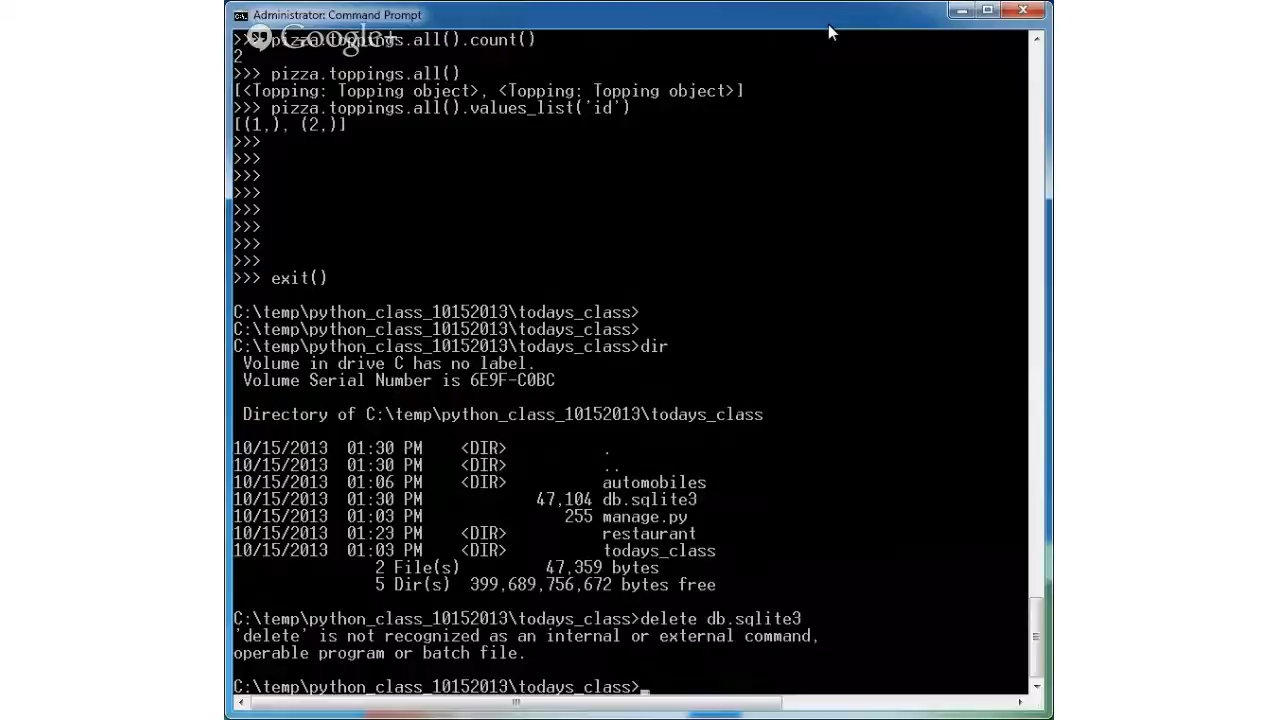 Administrator: Command Prompt
Google+
>>> pizza.toppings.all().count()
2
>>> pizza.toppings.all()
[<Topping: Topping object>, <Topping: Topping object>]
>>> pizza.toppings.all().values_list('id')
[(1,), (2,)]
>>>
>>>
>>>
>>>
>>>
>>>
>>>
>>>
>>> exit()
C:\temp\python_class_10152013\todays_class>
C:\temp\python_class_10152013\todays_class>
C:\temp\python_class_10152013\todays_class>dir
Volume in drive C has no label.
Volume Serial Number is 6E9F-C0BC
Directory of C:\temp\python_class_10152013\todays_class
10/15/2013 01:30 PM <DIR> .
10/15/2013 01:30 PM <DIR> ..
10/15/2013 01:06 PM <DIR> automobiles
10/15/2013 01:30 PM 47,104 db.sqlite3
10/15/2013 01:03 PM 255 manage.py
10/15/2013 01:23 PM <DIR> restaurant
10/15/2013 01:03 PM <DIR> todays_class
2 File(s) 47,359 bytes
5 Dir(s) 399,689,756,672 bytes free
C:\temp\python_class_10152013\todays_class>delete db.sqlite3
'delete' is not recognized as an internal or external command,
operable program or batch file.
C:\temp\python_class_10152013\todays_class>